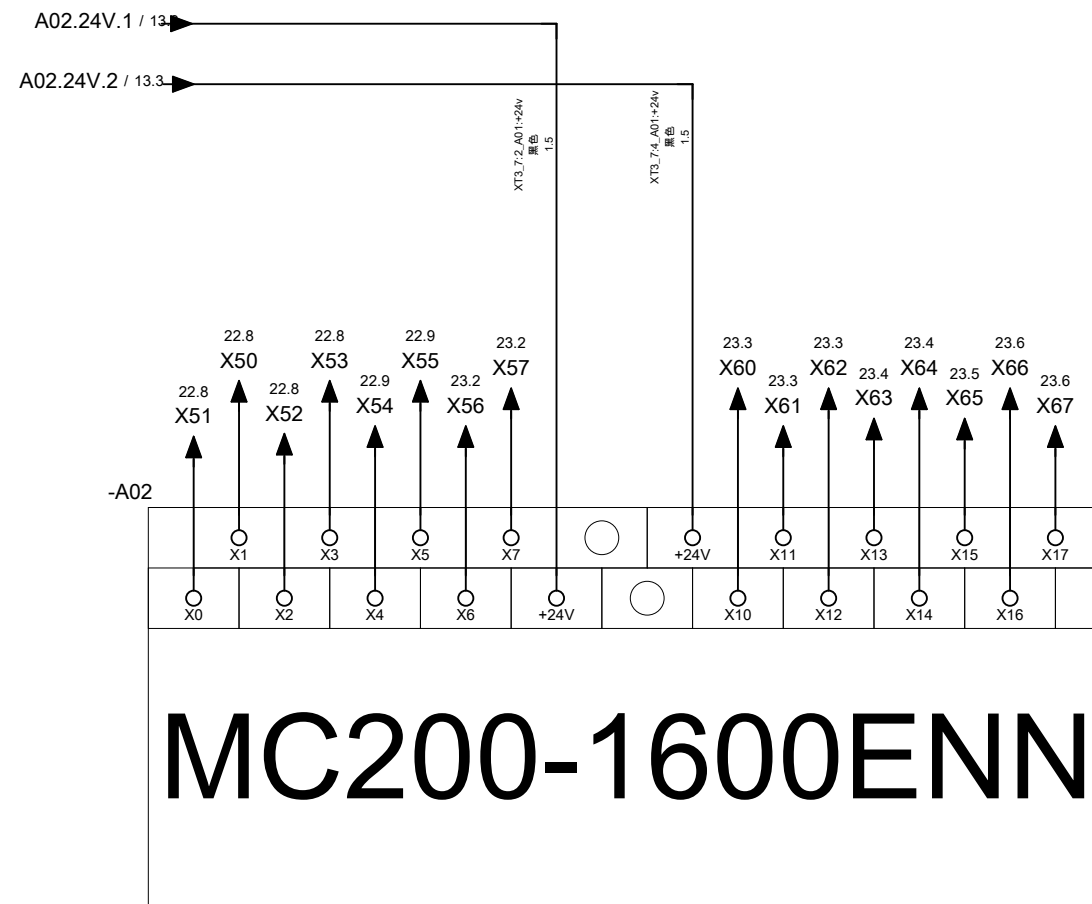 A02.24V.1 / 13.
A02.24V.2 / 13.3
XT3_7:2_A01:+24v
黑色
1.5
XT3_7:4_A01:+24v
黑色
1.5
22.8
X51
22.8
X50
22.8
X52
22.8
X53
22.9
X54
22.9
X55
23.2
X56
23.2
X57
23.3
X60
23.3
X61
23.3
X62
23.4
X63
23.4
X64
23.5
X65
23.6
X66
23.6
X67
-A02
X1 X3 X5 X7 +24V X11 X13 X15 X17
X0 X2 X4 X6 +24V X10 X12 X14 X16
MC200-1600ENN